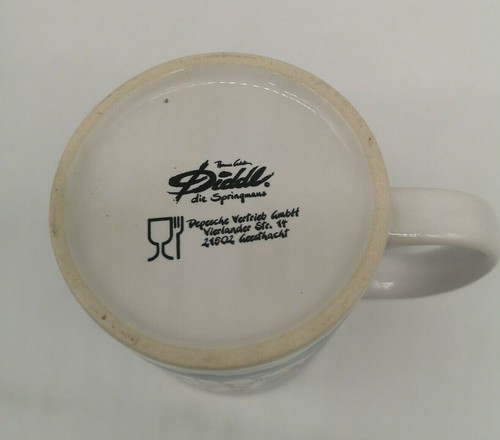 Diddl.
die Springmaus
Depesche Vertrieb GmbH
Vierlander Str. 14
21502 Geesthacht